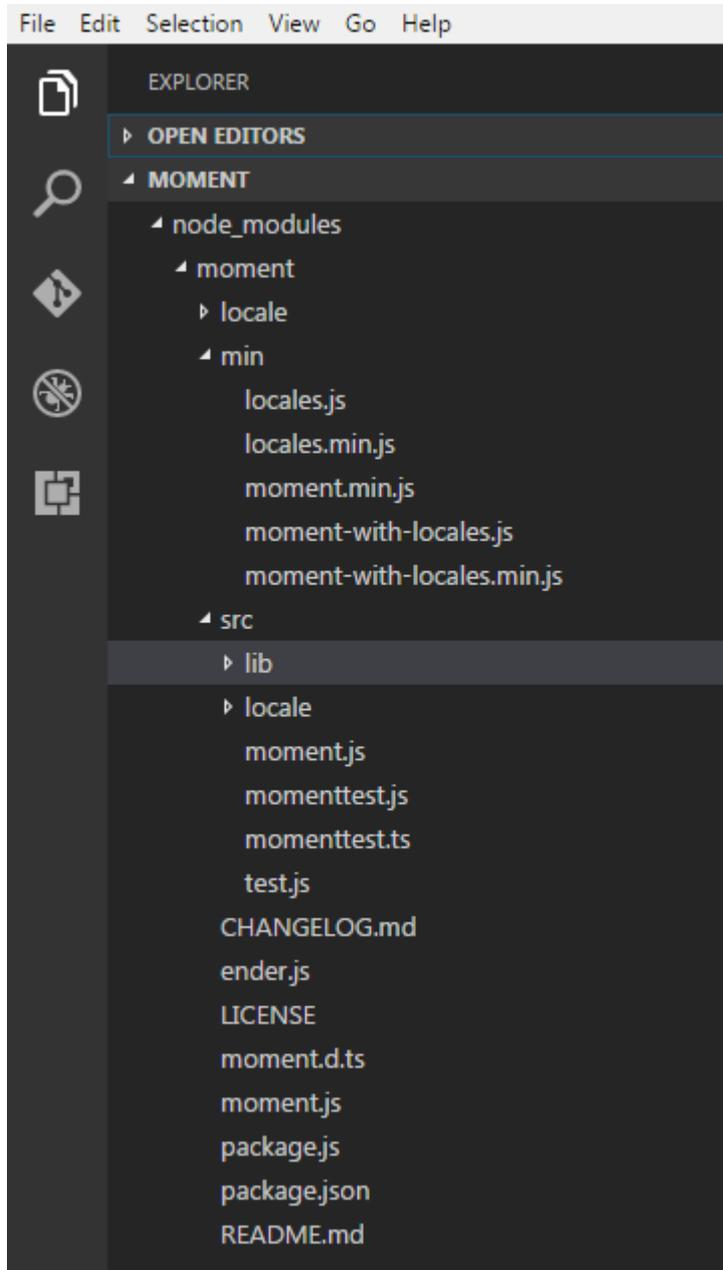 File Edit Selection View Go Help
EXPLORER
OPEN EDITORS
MOMENT
node_modules
moment
locale
min
locales.js
locales.min.js
moment.min.js
moment-with-locales.js
moment-with-locales.min.js
src
lib
locale
moment.js
momenttest.js
momenttest.ts
test.js
CHANGELOG.md
ender.js
LICENSE
moment.d.ts
moment.js
package.js
package.json
README.md